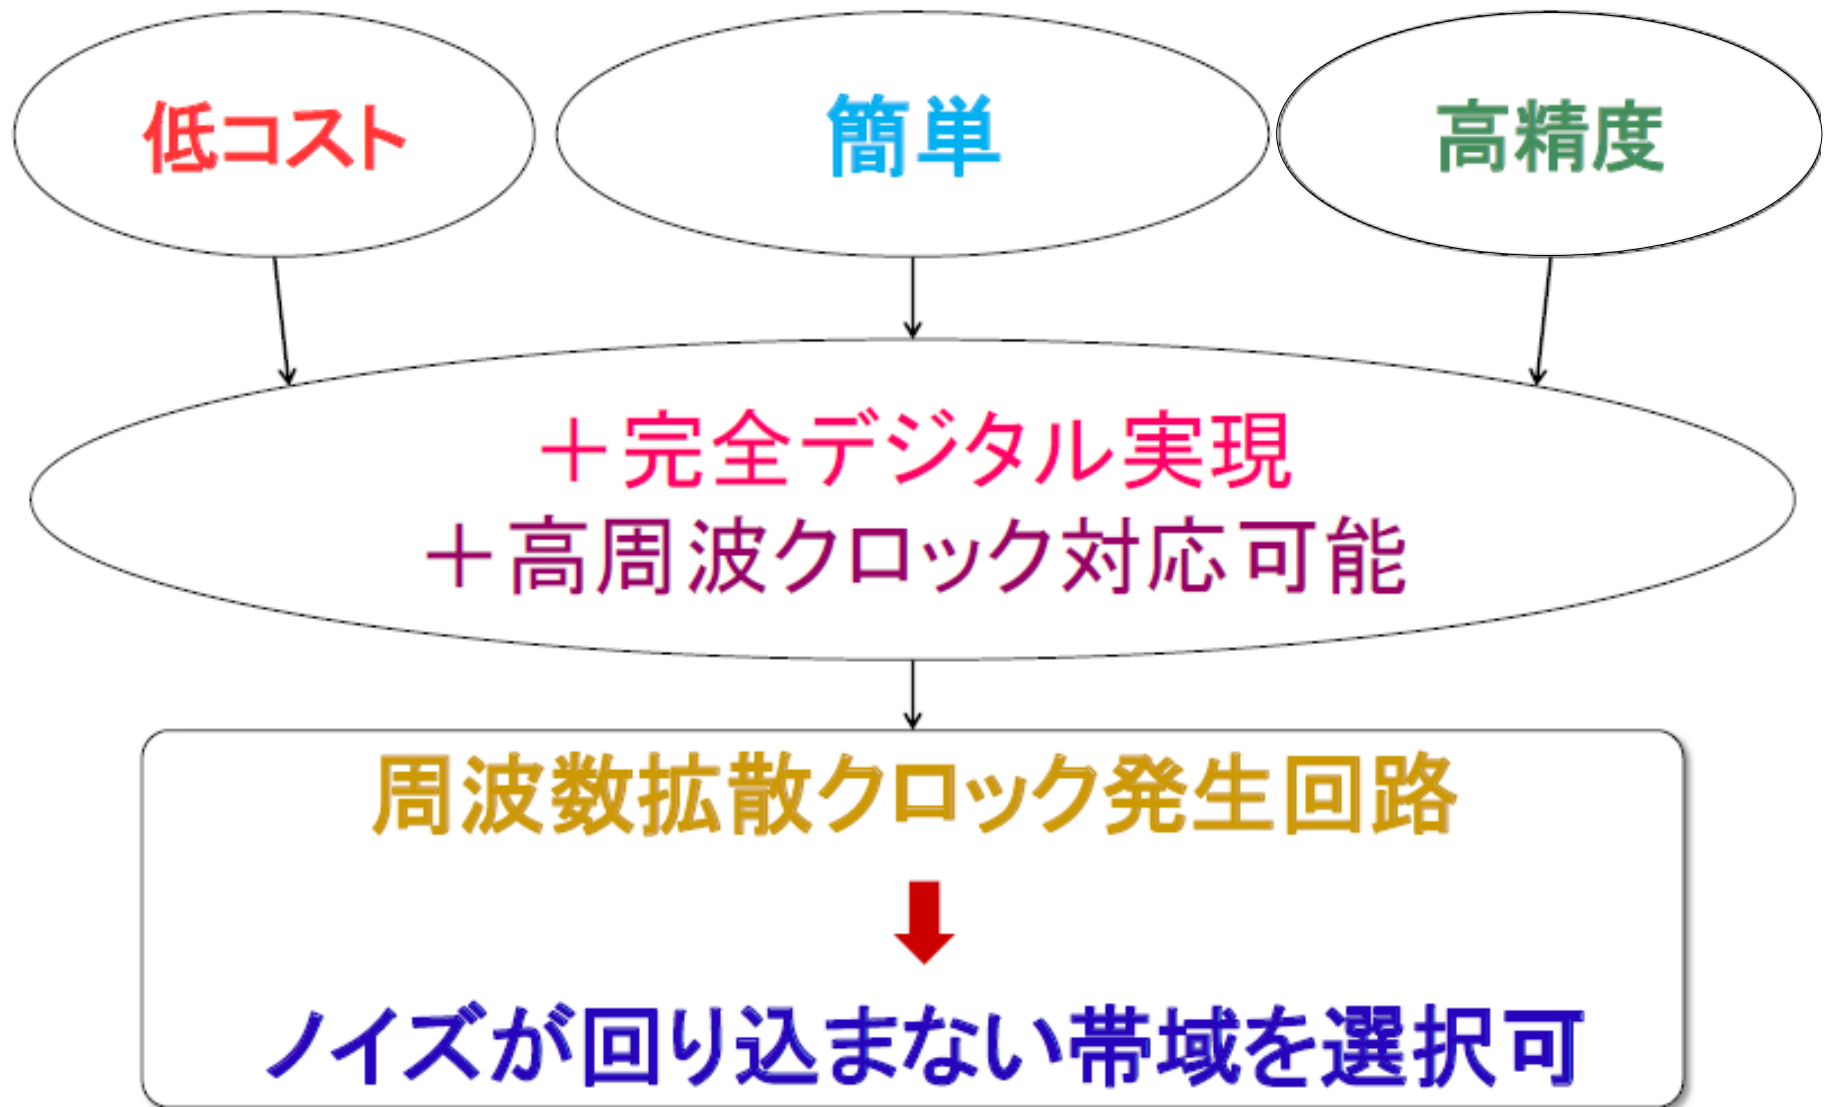 低コスト
簡単
高精度
＋完全デジタル実現
＋高周波クロック対応可能
周波数拡散クロック発生回路
ノイズが回り込まない帯域を選択可